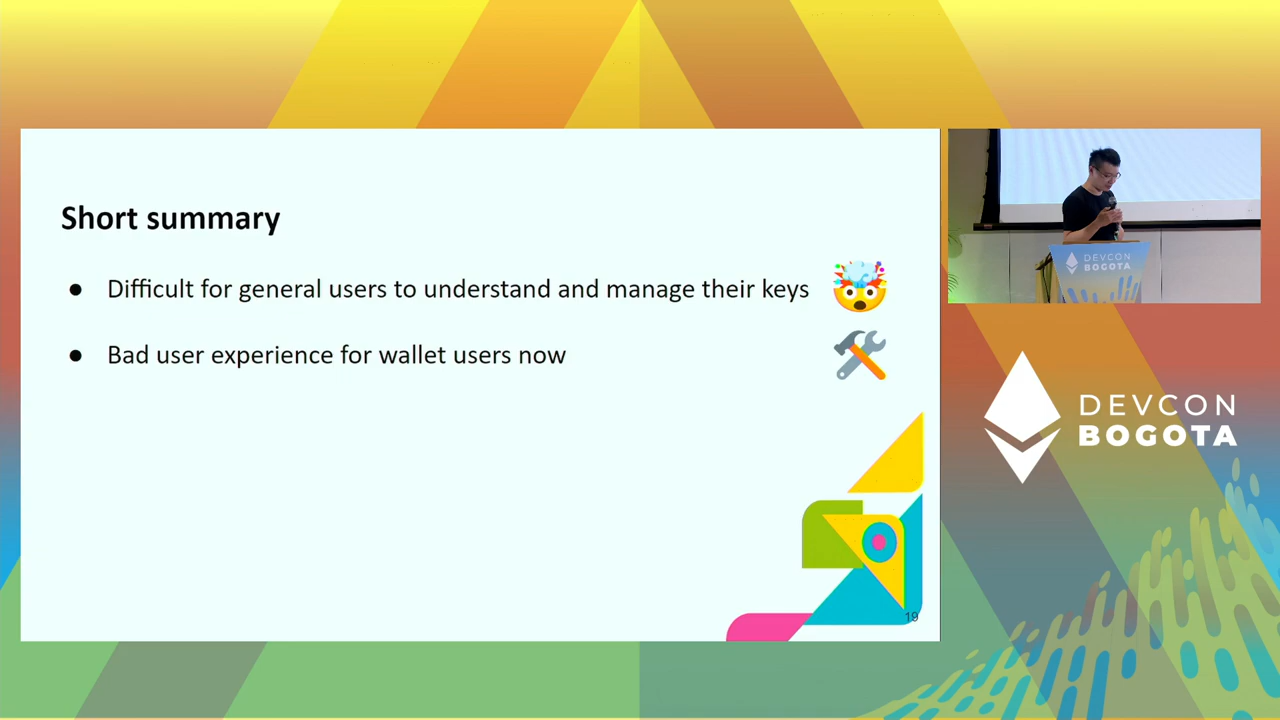 Short summary
● Difficult for general users to understand and manage their keys
● Bad user experience for wallet users now
19
DEVCON
BOGOTA
DEVCON
BOGOTA